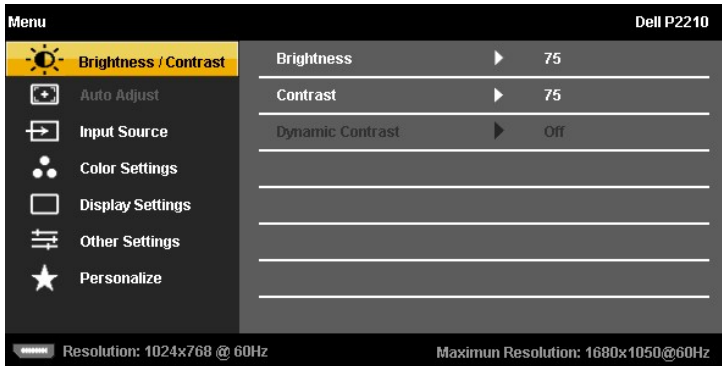 Menu Dell P2210
Brightness / Contrast Brightness 75
Auto Adjust Contrast 75
Input Source Dynamic Contrast Off
Color Settings
Display Settings
Other Settings
Personalize
Resolution: 1024x768 @ 60Hz Maximun Resolution: 1680x1050@60Hz